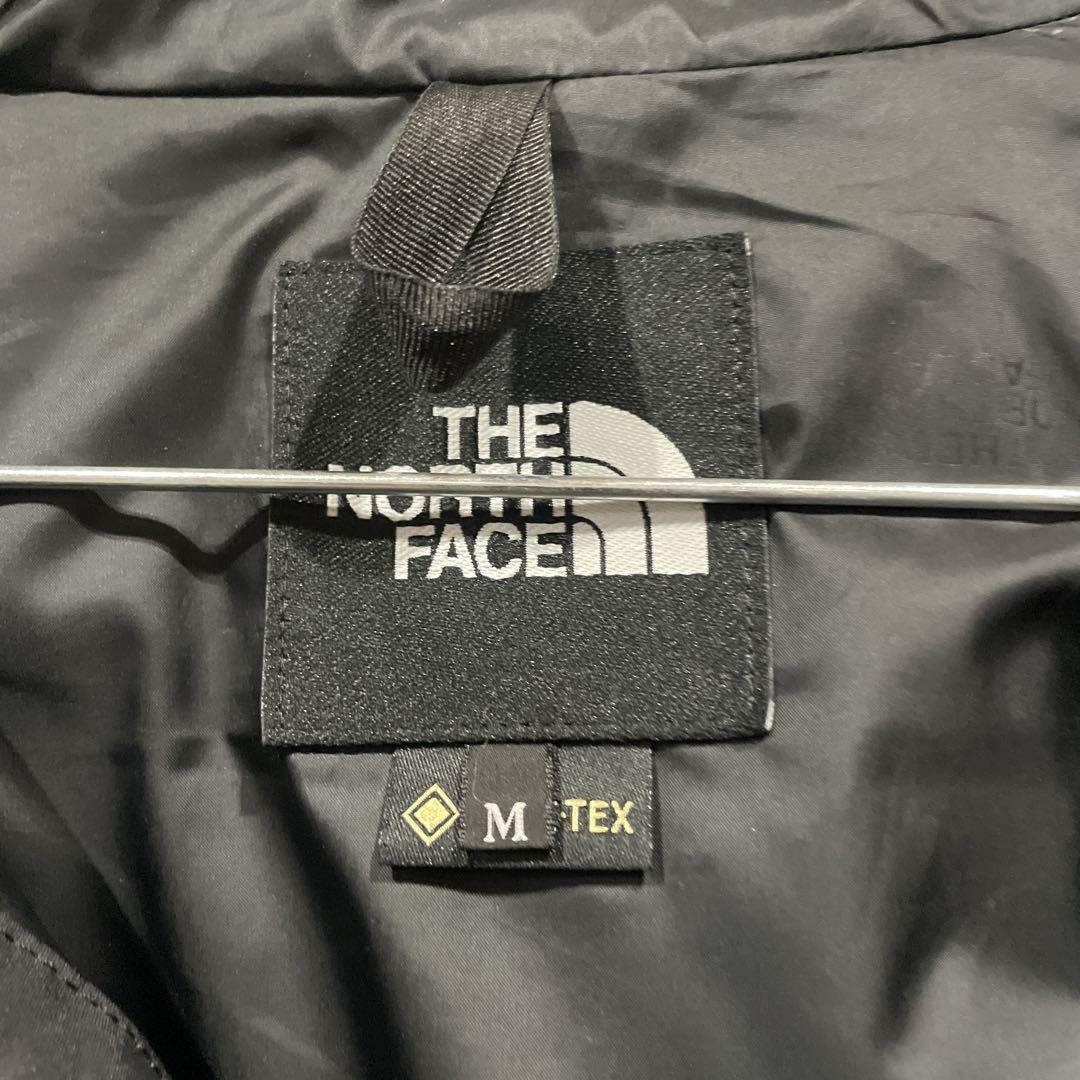 THE
NORTH
FACE
M
-TEX